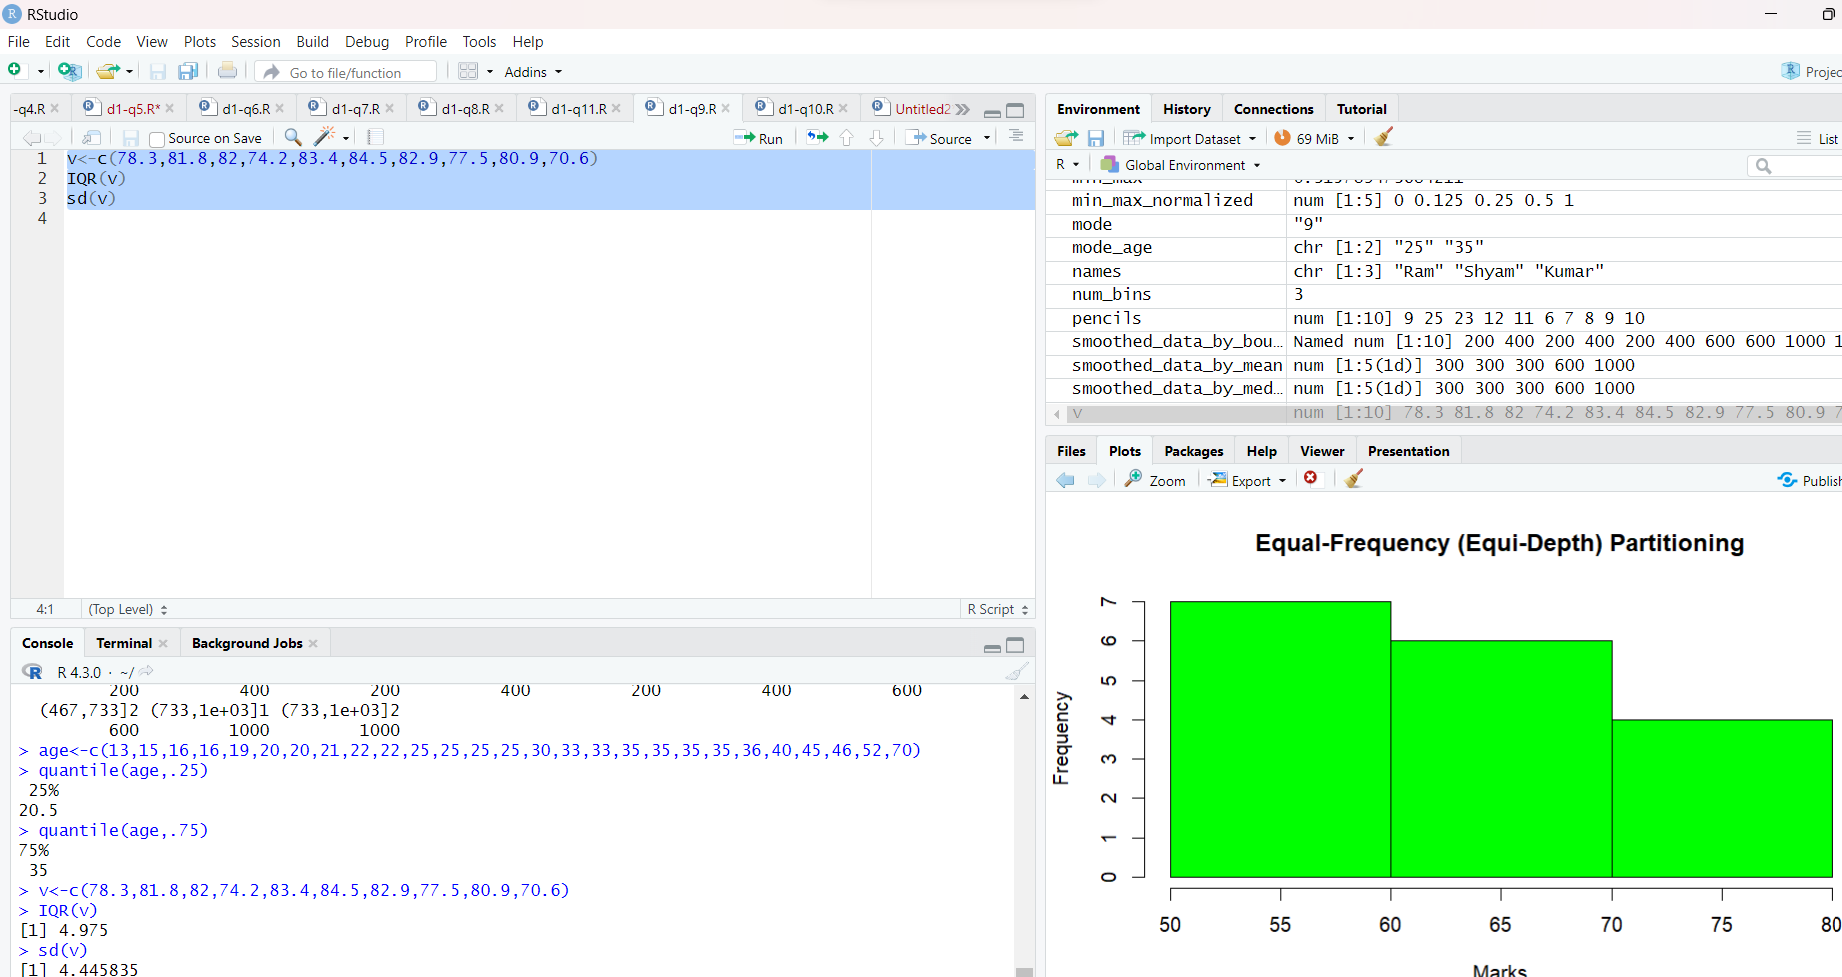 RStudio
File Edit Code View Plots Session Build Debug Profile Tools Help
Go to file/function Addins
-q4.R d1-q5.R* d1-q6.R d1-q7.R d1-q8.R d1-q11.R d1-q9.R d1-q10.R Untitled2
Source on Save Run Source
1 v<-c(78.3,81.8,82,74.2,83.4,84.5,82.9,77.5,80.9,70.6)
2 IQR(v)
3 sd(v)
4
4:1 (Top Level) R Script
Console Terminal Background Jobs
R 4.3.0 · ~/
200 400 200 400 200 400 600
(467,733]2 (733,1e+03]1 (733,1e+03]2
600 1000 1000
> age<-c(13,15,16,16,19,20,20,21,22,22,25,25,25,25,30,33,33,35,35,35,35,36,40,45,46,52,70)
> quantile(age,.25)
25%
20.5
> quantile(age,.75)
75%
35
> v<-c(78.3,81.8,82,74.2,83.4,84.5,82.9,77.5,80.9,70.6)
> IQR(v)
[1] 4.975
> sd(v)
[1] 4.445835
Projec
Environment History Connections Tutorial
Import Dataset 69 MiB List
R Global Environment
min_max_normalized num [1:5] 0 0.125 0.25 0.5 1
mode "9"
mode_age chr [1:2] "25" "35"
names chr [1:3] "Ram" "Shyam" "Kumar"
num_bins 3
pencils num [1:10] 9 25 23 12 11 6 7 8 9 10
smoothed_data_by_bou… Named num [1:10] 200 400 200 400 200 400 600 600 1000 1
smoothed_data_by_mean num [1:5(1d)] 300 300 300 600 1000
smoothed_data_by_med… num [1:5(1d)] 300 300 300 600 1000
v num [1:10] 78.3 81.8 82 74.2 83.4 84.5 82.9 77.5 80.9 7
Files Plots Packages Help Viewer Presentation
Zoom Export Publish
Equal-Frequency (Equi-Depth) Partitioning
Frequency
7
6
5
4
3
2
1
0
50 55 60 65 70 75 80
Marks